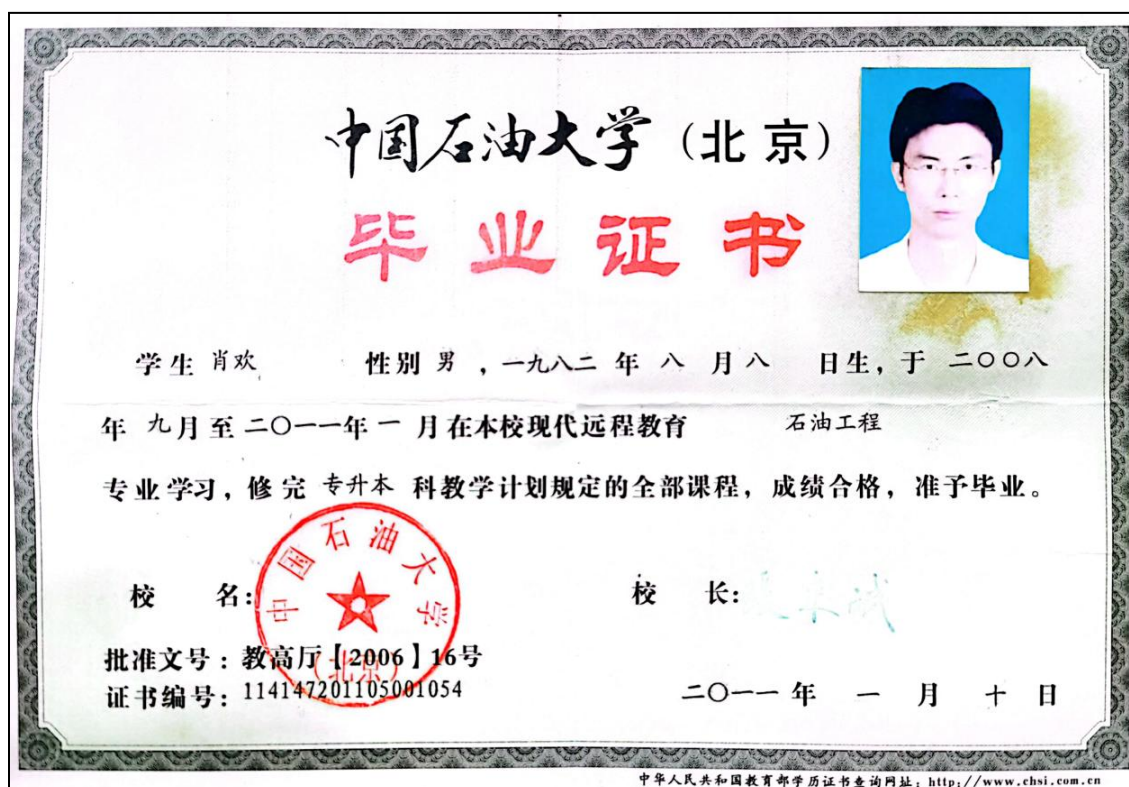 中国石油大学（北京）
毕业证书
学生 肖欢 性别 男 ，一九八二 年 八 月 八 日生，于 二〇〇八
年 九月 至 二〇一一年 一 月在本校现代远程教育 石油工程
专业学习，修完 专升本 科教学计划规定的全部课程，成绩合格，准予毕业。
校 名：
中国石油大学
（北京）
校 长：
批准文号：教高厅【2006】16号
证书编号：114147201105001054
二〇一一 年 一 月 十 日
中华人民共和国教育部学历证书查询网址：http://www.chsi.com.cn